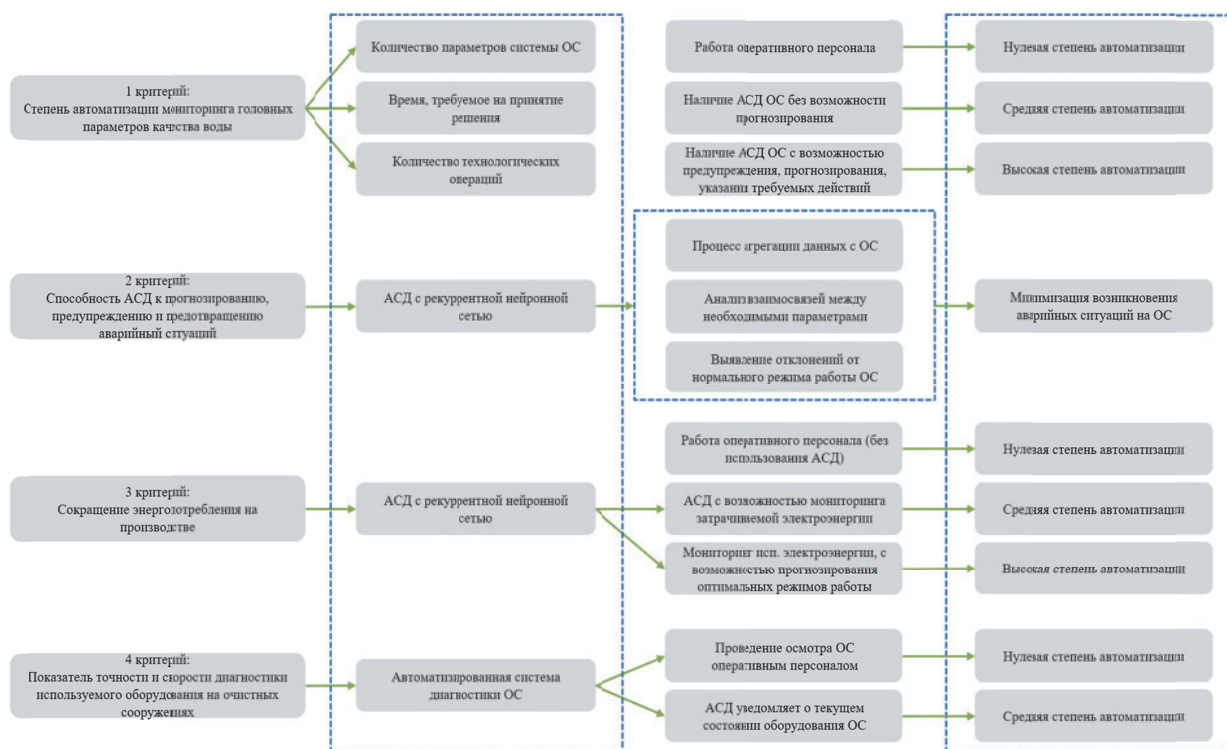 1 критерий:
Степень автоматизации мониторинга головных
параметров качества воды
Количество параметров системы ОС
Время, требуемое на принятие
решения
Количество технологических
операций
Работа оперативного персонала
Нулевая степень автоматизации
Наличие АСД ОС без возможности
прогнозирования
Средняя степень автоматизации
Наличие АСД ОС с возможностью
предупреждения, прогнозирования,
указания требуемых действий
Высокая степень автоматизации
2 критерий:
Способность АСД к прогнозированию,
предупреждению и предотвращению
аварийный ситуаций
АСД с рекуррентной нейронной
сетью
Процесс агрегации данных с ОС
Анализ взаимосвязей между
необходимыми параметрами
Выявление отклонений от
нормального режима работы ОС
Минимизация возникновения
аварийных ситуаций на ОС
3 критерий:
Сокращение энергопотребления на
производстве
АСД с рекуррентной нейронной
сетью
Работа оперативного персонала (без
использования АСД)
Нулевая степень автоматизации
АСД с возможностью мониторинга
затрачиваемой электроэнергии
Средняя степень автоматизации
Мониторинг исп. электроэнергии, с
возможностью прогнозирования
оптимальных режимов работы
Высокая степень автоматизации
4 критерий:
Показатель точности и скорости диагностики
используемого оборудования на очистных
сооружениях
Автоматизированная система
диагностики ОС
Проведение осмотра ОС
оперативным персоналом
Нулевая степень автоматизации
АСД уведомляет о текущем
состоянии оборудования ОС
Средняя степень автоматизации